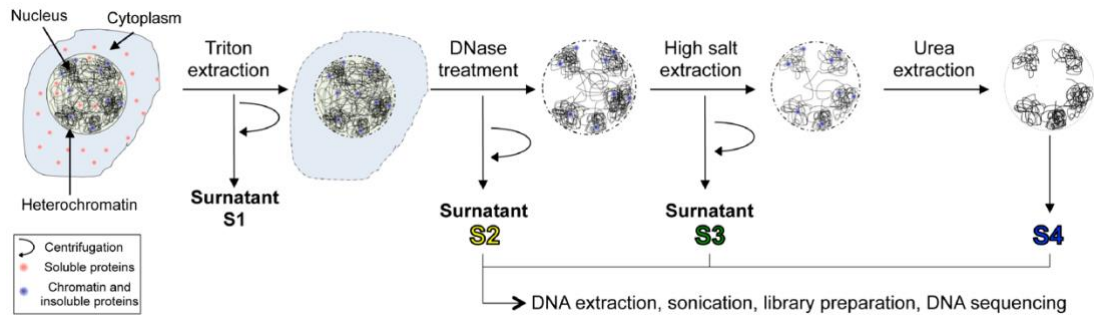 Nucleus
Cytoplasm
Triton
extraction
DNase
treatment
High salt
extraction
Urea
extraction
Heterochromatin
Surnatant
S1
Surnatant
S2
Surnatant
S3
S4
Centrifugation
Soluble proteins
Chromatin and
insoluble proteins
DNA extraction, sonication, library preparation, DNA sequencing